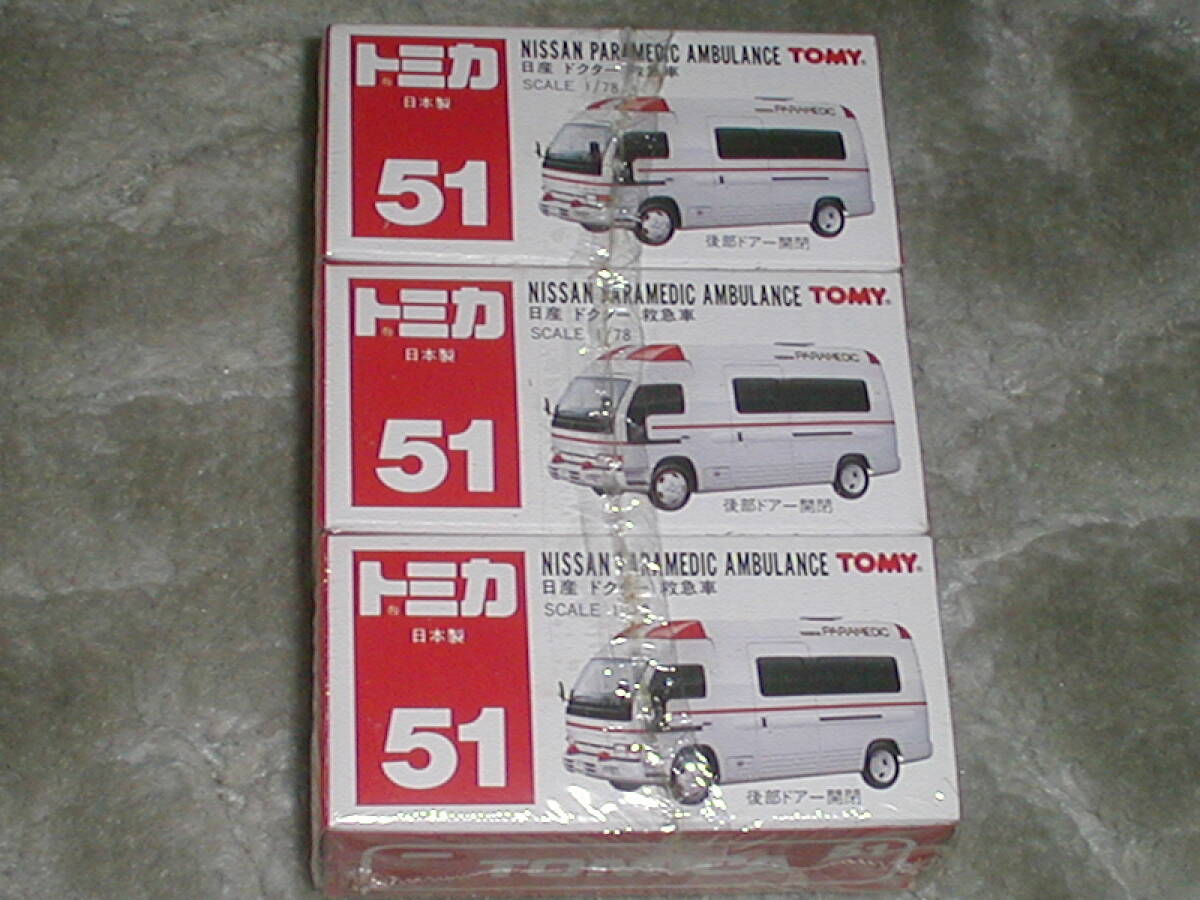 トミカ
日本製
51
NISSAN PARAMEDIC AMBULANCE TOMY
日産 ドクター 救急車
SCALE 1/78
PARAMEDIC
後部ドアー開閉
トミカ
日本製
51
NISSAN PARAMEDIC AMBULANCE TOMY
日産 ドクター 救急車
SCALE 1/78
PARAMEDIC
後部ドアー開閉
トミカ
日本製
51
NISSAN PARAMEDIC AMBULANCE TOMY
日産 ドクター 救急車
SCALE
PARAMEDIC
後部ドアー開閉
TOMICA